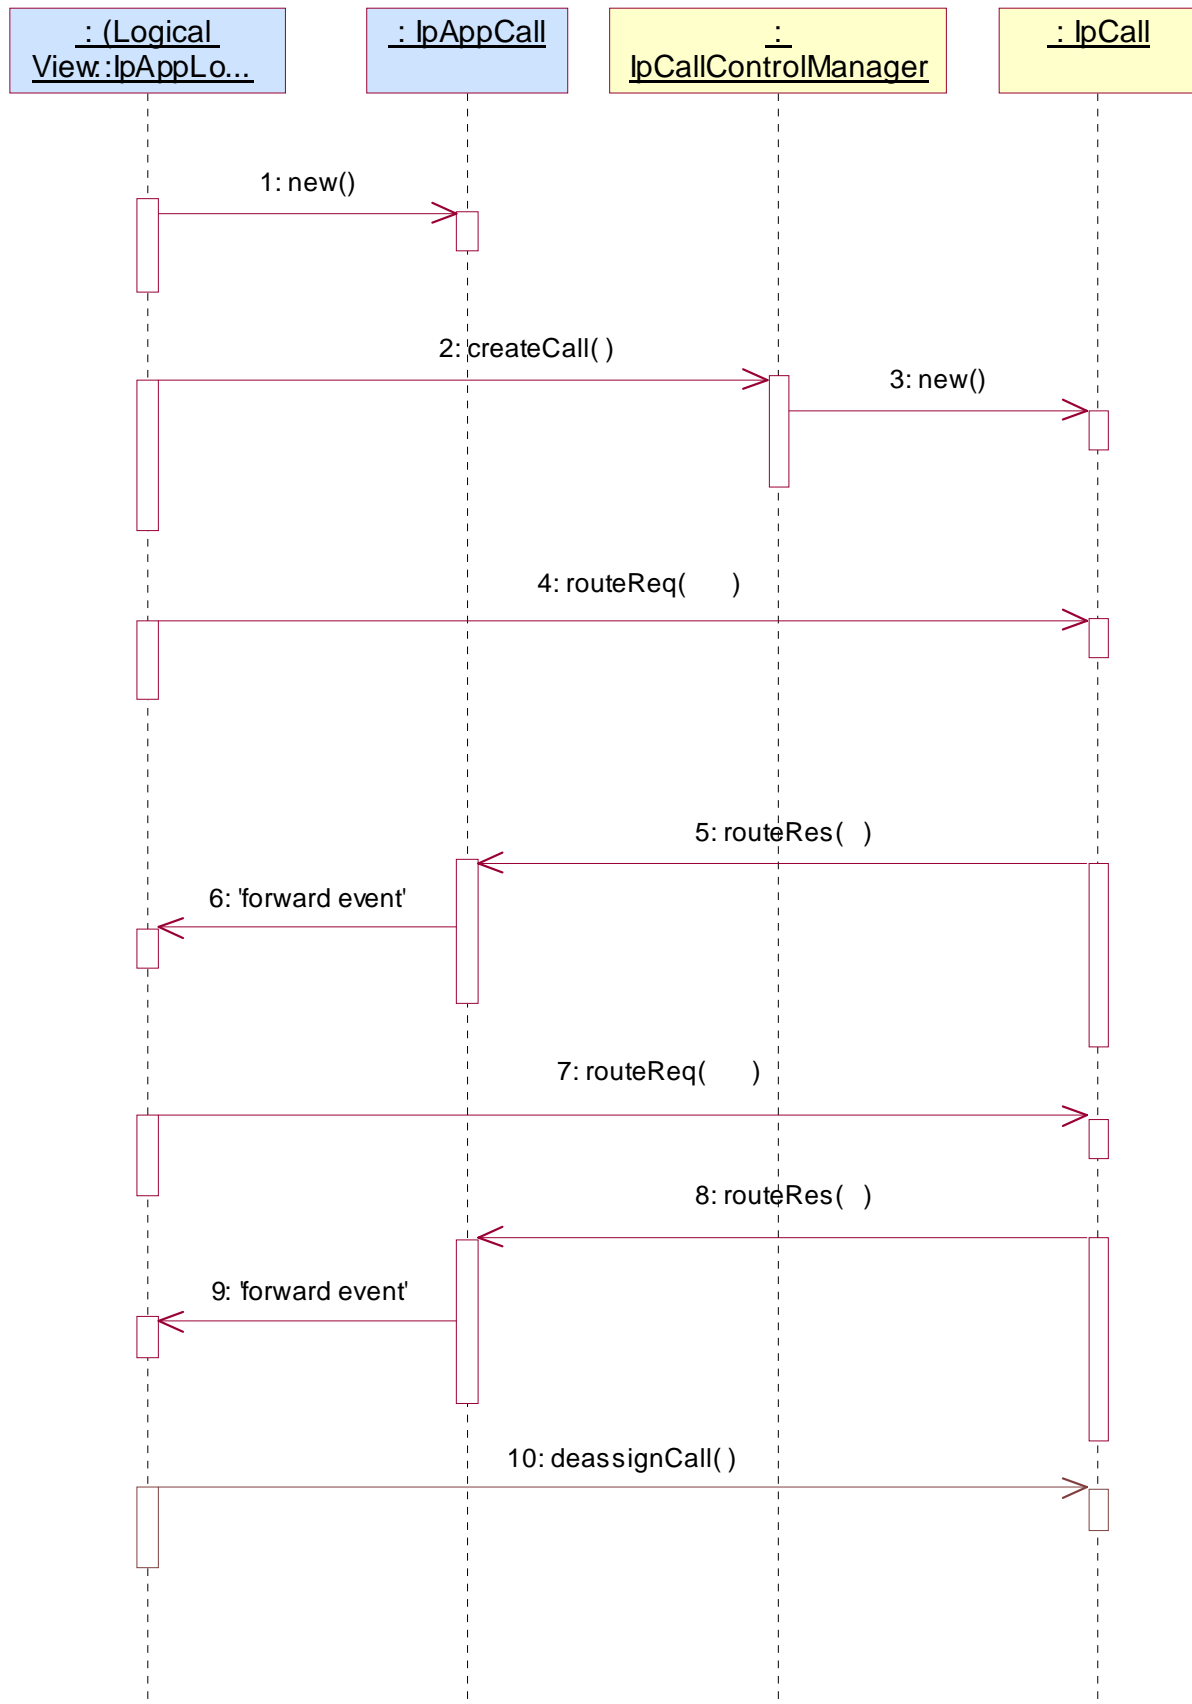 : (Logical
View::IpAppLo...
: IpAppCall
:
IpCallControlManager
: IpCall
1: new()
2: createCall( )
3: new()
4: routeReq(      )
5: routeRes(   )
6: 'forward event'
7: routeReq(      )
8: routeRes(   )
9: 'forward event'
10: deassignCall( )